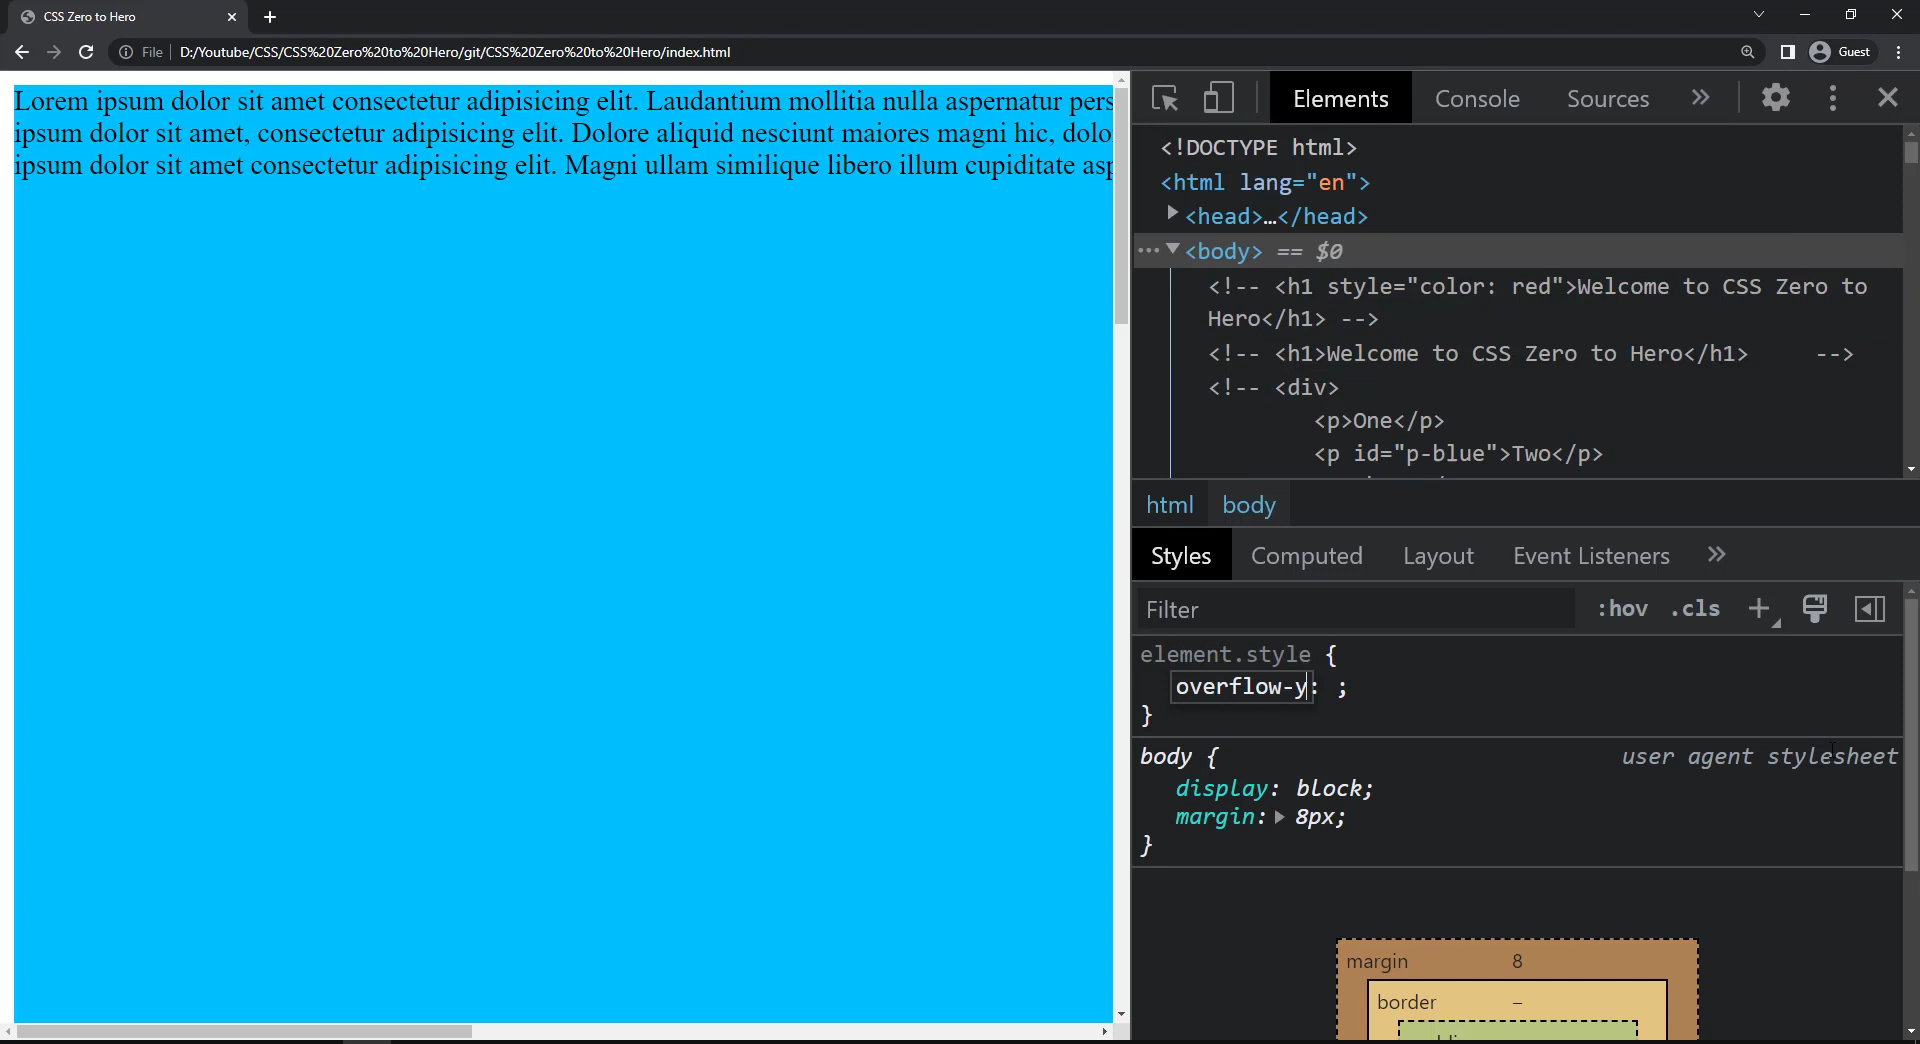 CSS Zero to Hero
File D:/Youtube/CSS/CSS%20Zero%20to%20Hero/git/CSS%20Zero%20to%20Hero/index.html
Guest
Lorem ipsum dolor sit amet consectetur adipisicing elit. Laudantium mollitia nulla aspernatur pers
ipsum dolor sit amet, consectetur adipisicing elit. Dolore aliquid nesciunt maiores magni hic, dolo
ipsum dolor sit amet consectetur adipisicing elit. Magni ullam similique libero illum cupiditate asp
Elements Console Sources
<!DOCTYPE html>
<html lang="en">
<head>…</head>
<body> == $0
<!-- <h1 style="color: red">Welcome to CSS Zero to
Hero</h1> -->
<!-- <h1>Welcome to CSS Zero to Hero</h1> -->
<!-- <div>
<p>One</p>
<p id="p-blue">Two</p>
html body
Styles Computed Layout Event Listeners
Filter :hov .cls
element.style {
overflow-y: ;
}
body { user agent stylesheet
display: block;
margin: 8px;
}
margin 8
border –